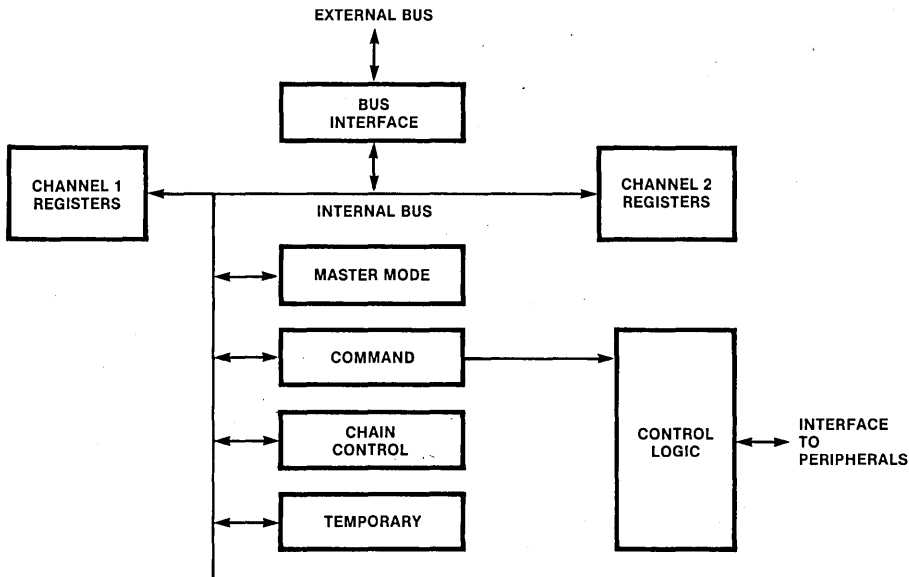 EXTERNAL BUS
BUS
INTERFACE
CHANNEL 1
REGISTERS
CHANNEL 2
REGISTERS
INTERNAL BUS
MASTER MODE
COMMAND
CHAIN
CONTROL
CONTROL
LOGIC
INTERFACE
TO
PERIPHERALS
TEMPORARY